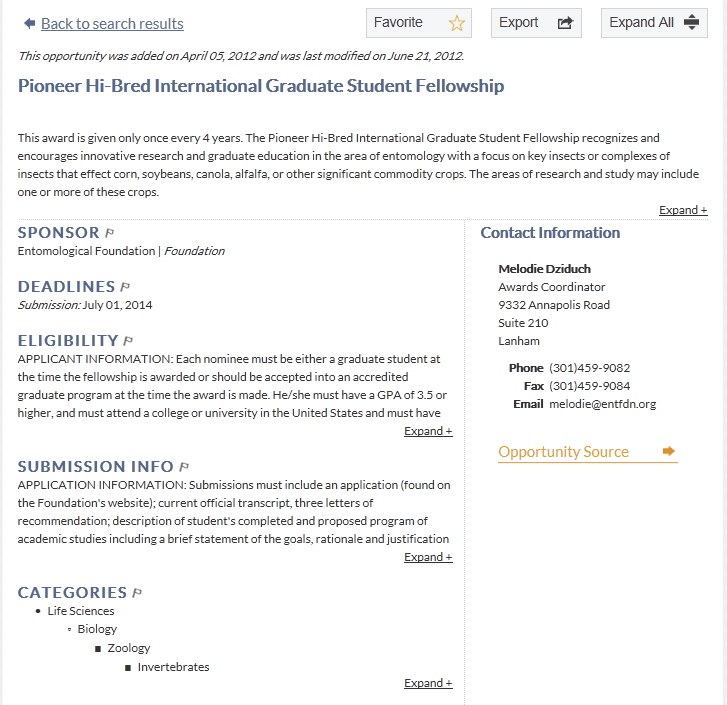 Back to search results
Favorite
Export
Expand All
This opportunity was added on April 05, 2012 and was last modified on June 21, 2012.
Pioneer Hi-Bred International Graduate Student Fellowship
This award is given only once every 4 years. The Pioneer Hi-Bred International Graduate Student Fellowship recognizes and
encourages innovative research and graduate education in the area of entomology with a focus on key insects or complexes of
insects that effect corn, soybeans, canola, alfalfa, or other significant commodity crops. The areas of research and study may include
one or more of these crops.
Expand +
SPONSOR
Entomological Foundation | Foundation
DEADLINES
Submission: July 01, 2014
ELIGIBILITY
APPLICANT INFORMATION: Each nominee must be either a graduate student at
the time the fellowship is awarded or should be accepted into an accredited
graduate program at the time the award is made. He/she must have a GPA of 3.5 or
higher, and must attend a college or university in the United States and must have
Expand +
SUBMISSION INFO
APPLICATION INFORMATION: Submissions must include an application (found on
the Foundation's website); current official transcript, three letters of
recommendation; description of student's completed and proposed program of
academic studies including a brief statement of the goals, rationale and justification
Expand +
CATEGORIES
Life Sciences
Biology
Zoology
Invertebrates
Expand +
Contact Information
Melodie Dziduch
Awards Coordinator
9332 Annapolis Road
Suite 210
Lanham
Phone (301)459-9082
Fax (301)459-9084
Email melodie@entfdn.org
Opportunity Source